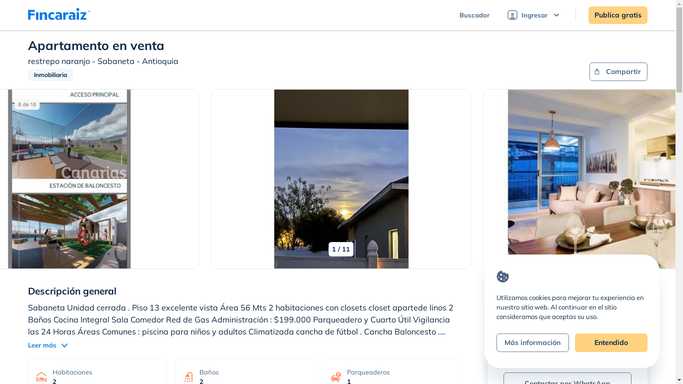 Fincaraiz
Buscador
Ingresar
Publica gratis
Apartamento en venta
restrepo naranjo - Sabaneta - Antioquia
Inmobiliaria
Compartir
ACCESO PRINCIPAL
8 de 18
Canarias
ESTACIÓN DE BALONCESTO
1 / 11
Descripción general
Sabaneta Unidad cerrada . Piso 13 excelente vista Área 56 Mts 2 habitaciones con closets closet apartede linos 2
Baños Cocina Integral Sala Comedor Red de Gas Administración : $199.000 Parqueadero y Cuarto Útil Vigilancia
las 24 Horas Áreas Comunes : piscina para niños y adultos Climatizada cancha de fútbol . Cancha Baloncesto ....
Leer más
Habitaciones
2
Baños
2
Parqueaderos
1
Utilizamos cookies para mejorar tu experiencia en
nuestro sitio web. Al continuar en el sitio
consideramos que aceptas su uso.
Más información
Entendido
Contactar por WhatsApp